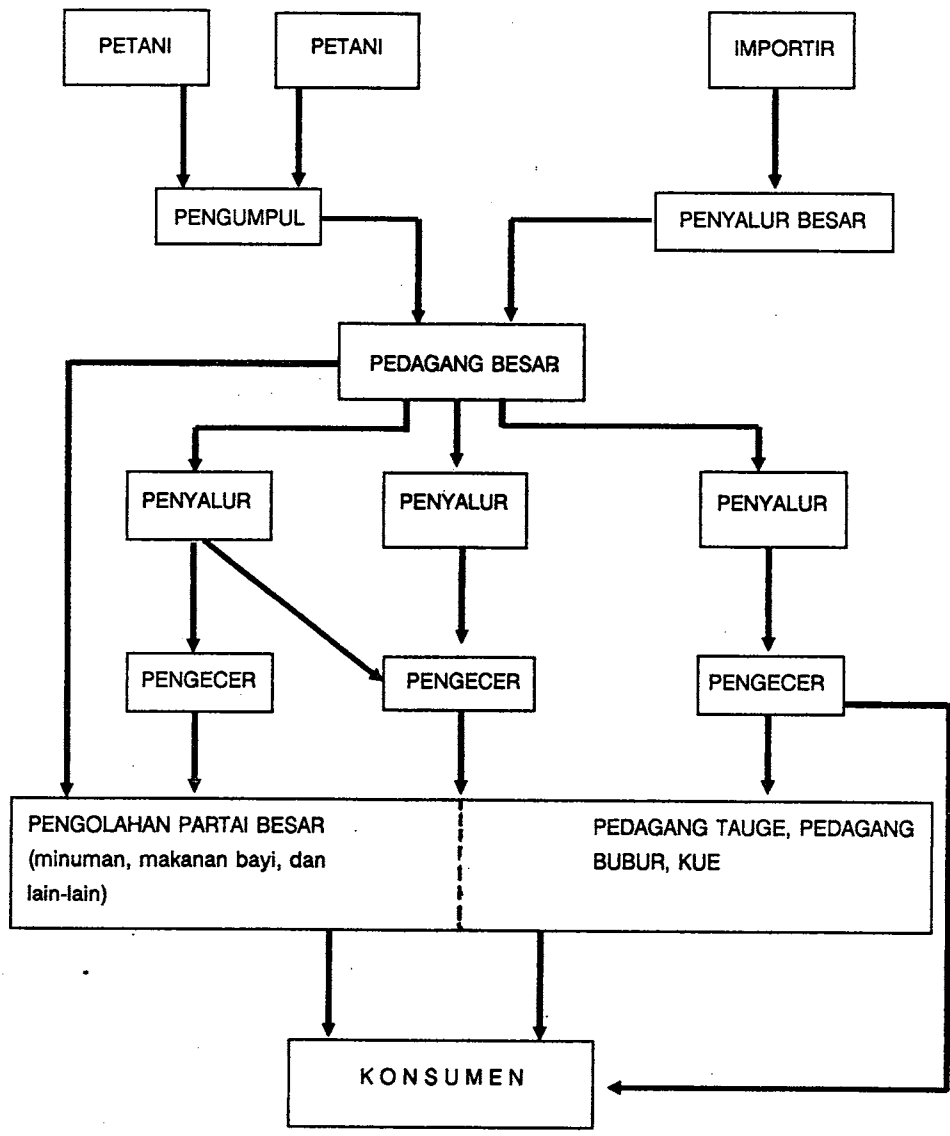 PETANI
PETANI
IMPORTIR
PENGUMPUL
PENYALUR BESAR
PEDAGANG BESAR
PENYALUR
PENYALUR
PENYALUR
PENGECER
PENGECER
PENGECER
PENGOLAHAN PARTAI BESAR
(minuman, makanan bayi, dan
lain-lain)
PEDAGANG TAUGE, PEDAGANG
BUBUR, KUE
KONSUMEN